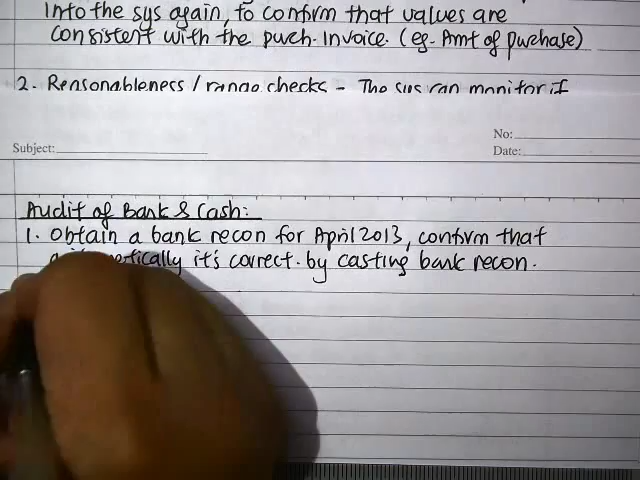 Into the sys again, to confirm that values are
consistent with the purch. Invoice. (eg- Amt of purchase)
2. Reasonableness / range checks - The sys can monitor if
No:
Subject:
Date:
Audit of Bank & Cash:
1. Obtain a bank recon for April 2013, confirm that
it's correct. by casting bank recon.